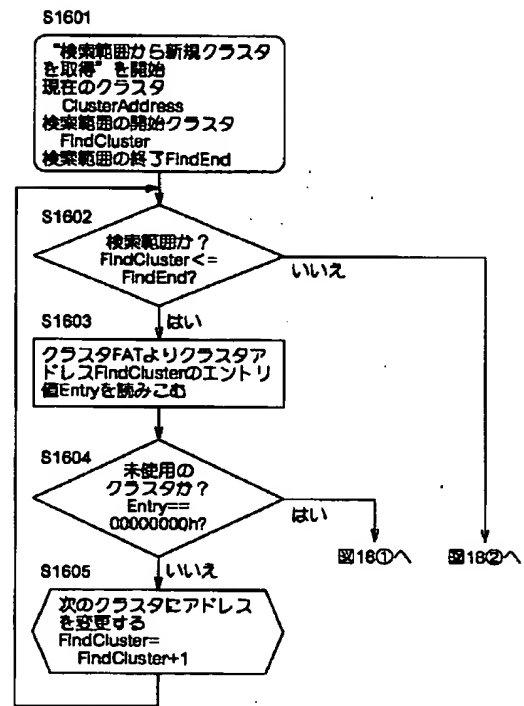 S1601
"検索範囲から新規クラスタ
を取得"を開始
現在のクラスタ
ClusterAddress
検索範囲の開始クラスタ
FindCluster
検索範囲の終了FindEnd
S1602
検索範囲か？
FindCluster<=
FindEnd?
いいえ
はい
S1603
クラスタFATよりクラスタア
ドレスFindClusterのエントリ
値Entryを読みこむ
S1604
未使用の
クラスタか？
Entry==
00000000h?
はい
いいえ
図18①へ
図18②へ
S1605
次のクラスタにアドレス
を変更する
FindCluster=
FindCluster+1